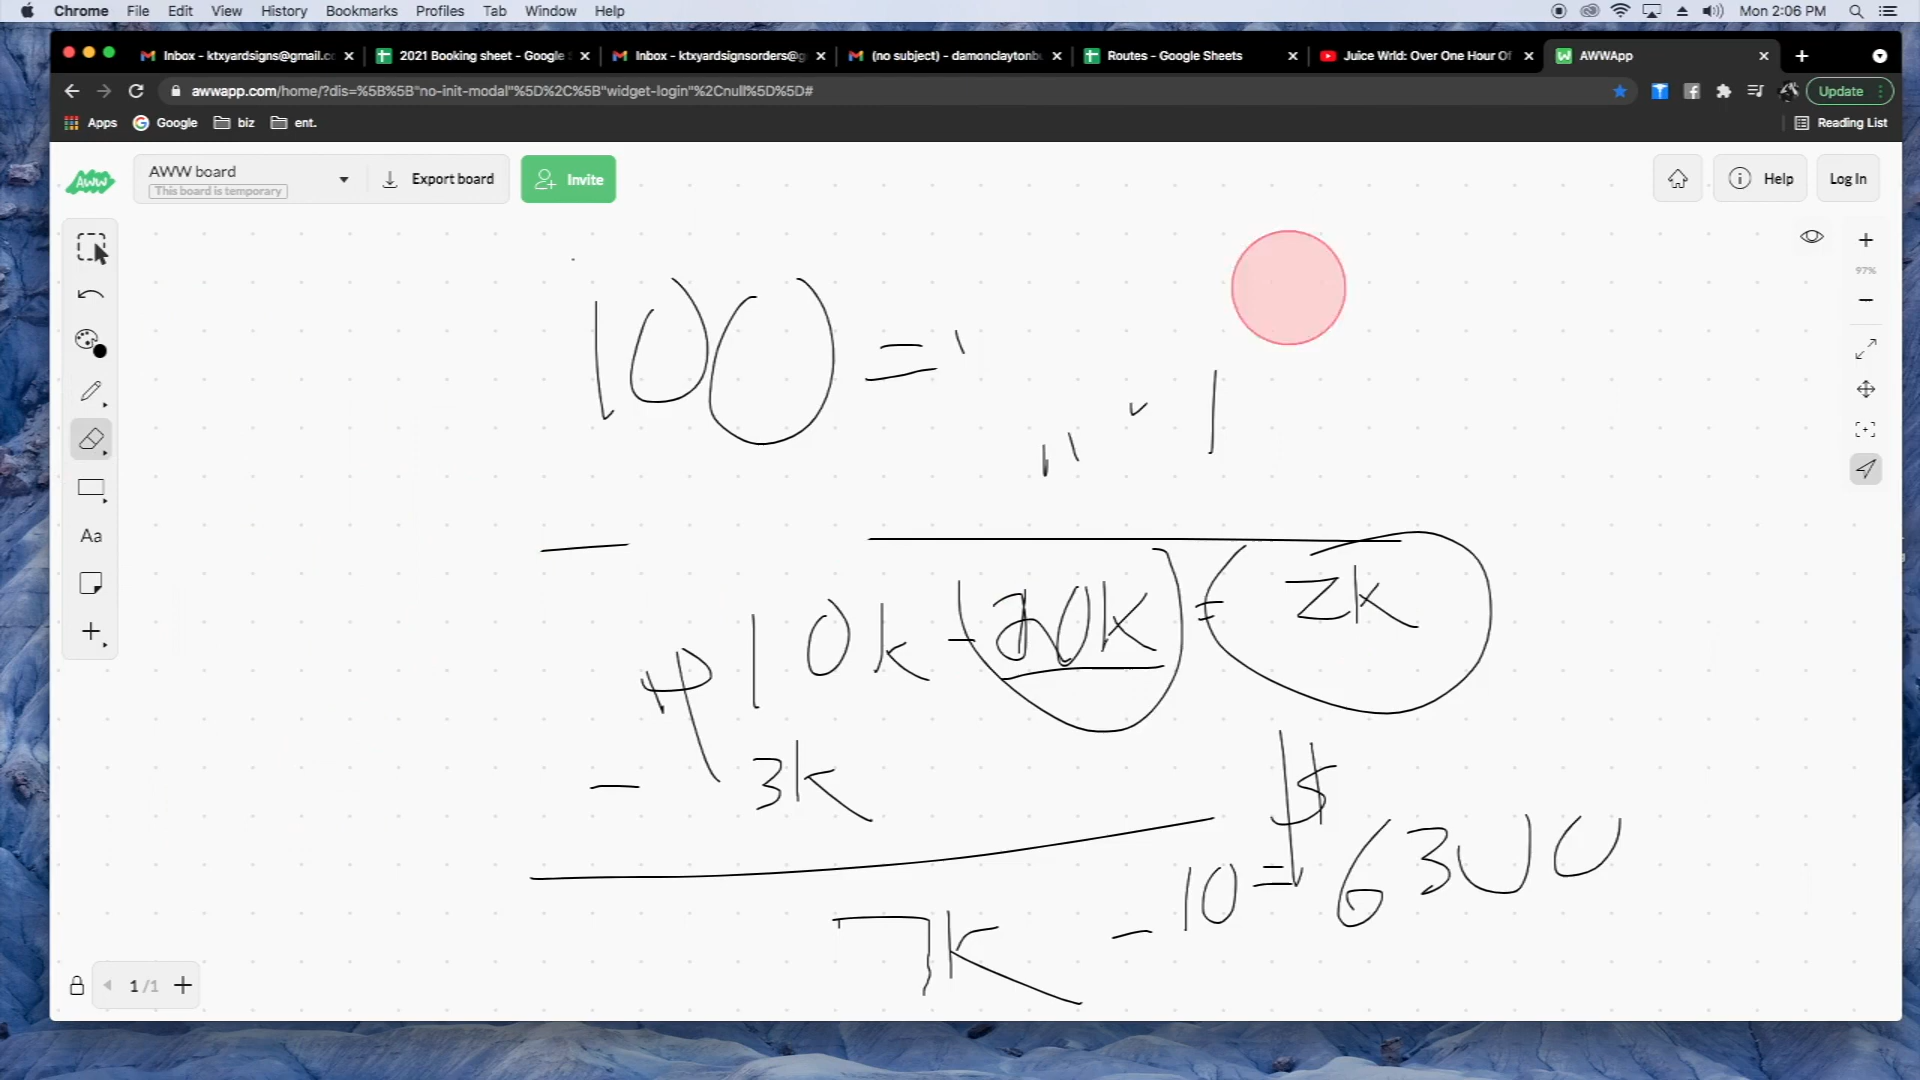 Chrome File Edit View History Bookmarks Profiles Tab Window Help Mon 2:06 PM
Inbox - ktxyardsigns@gmail.c 2021 Booking sheet - Google Inbox - ktxyardsignsorders@g (no subject) - damonclaytonb Routes - Google Sheets Juice Wrld: Over One Hour Of AWWApp
awwapp.com/home/?dis=%5B%5B"no-init-modal"%5D%2C%5B"widget-login"%2Cnull%5D%5D# Update
Apps Google biz ent. Reading List
AWW AWW board Export board Invite Help Log In
This board is temporary
97%
100 =
Aa
10k - 20k = 2k
- 3k
7k - 10 = $6300
1/1